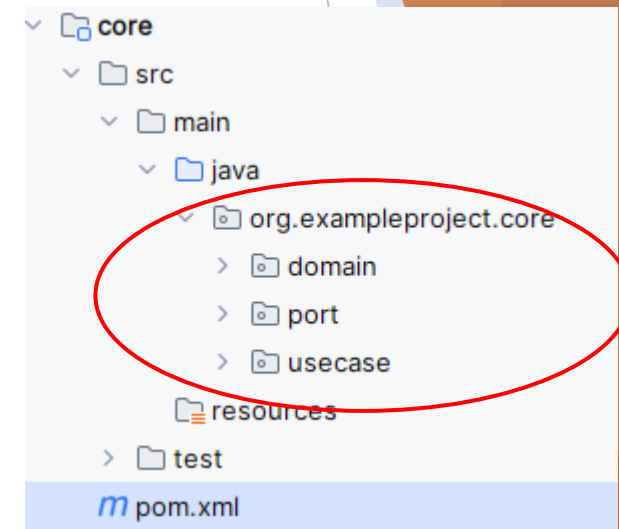 core
src
main
java
org.exampleproject.core
domain
port
usecase
resources
test
m pom.xml